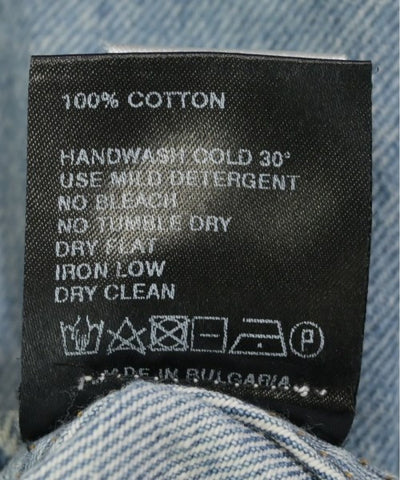 100% COTTON
HANDWASH COLD 30°
USE MILD DETERGENT
NO BLEACH
NO TUMBLE DRY
DRY FLAT
IRON LOW
DRY CLEAN
P
MADE IN BULGARIA